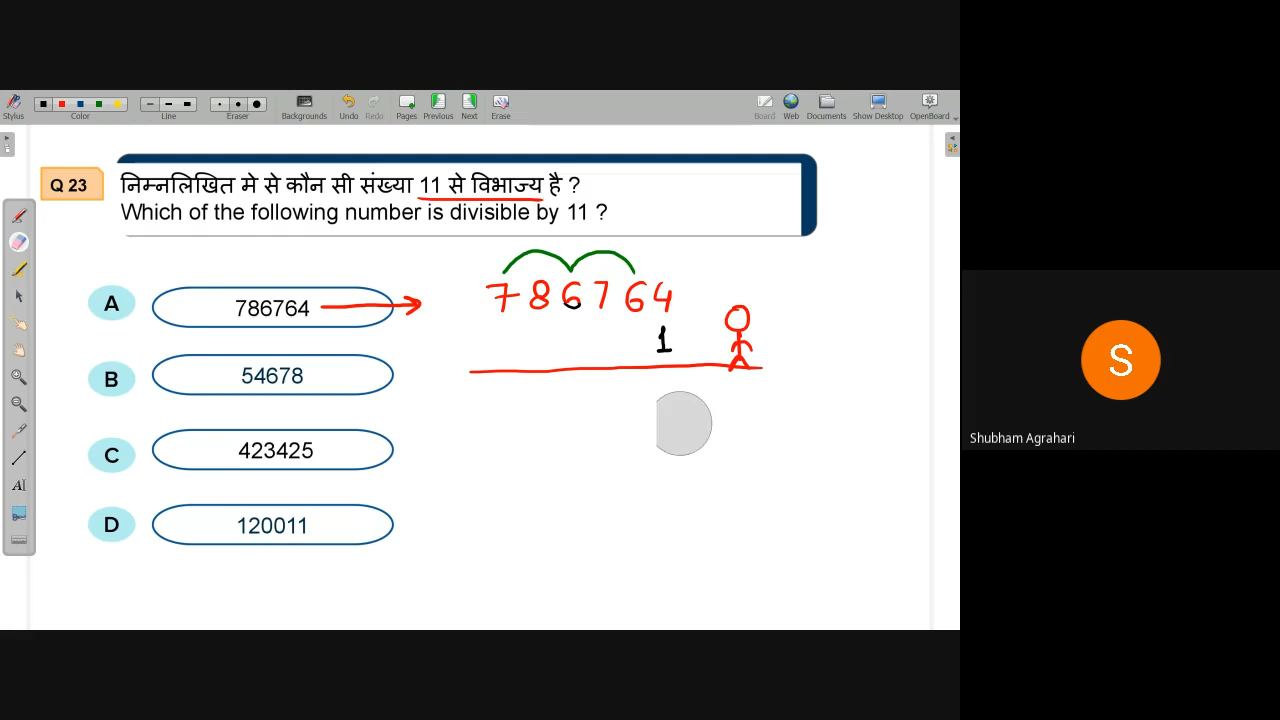 Stylus
Color
Line
Eraser
Backgrounds
Undo
Redo
Pages
Previous
Next
Erase
Board
Web
Documents
Show Desktop
OpenBoard
Q 23
निम्नलिखित मे से कौन सी संख्या 11 से विभाज्य है ?
Which of the following number is divisible by 11 ?
A
786764
786764
1
B
54678
C
423425
D
120011
AI
S
Shubham Agrahari